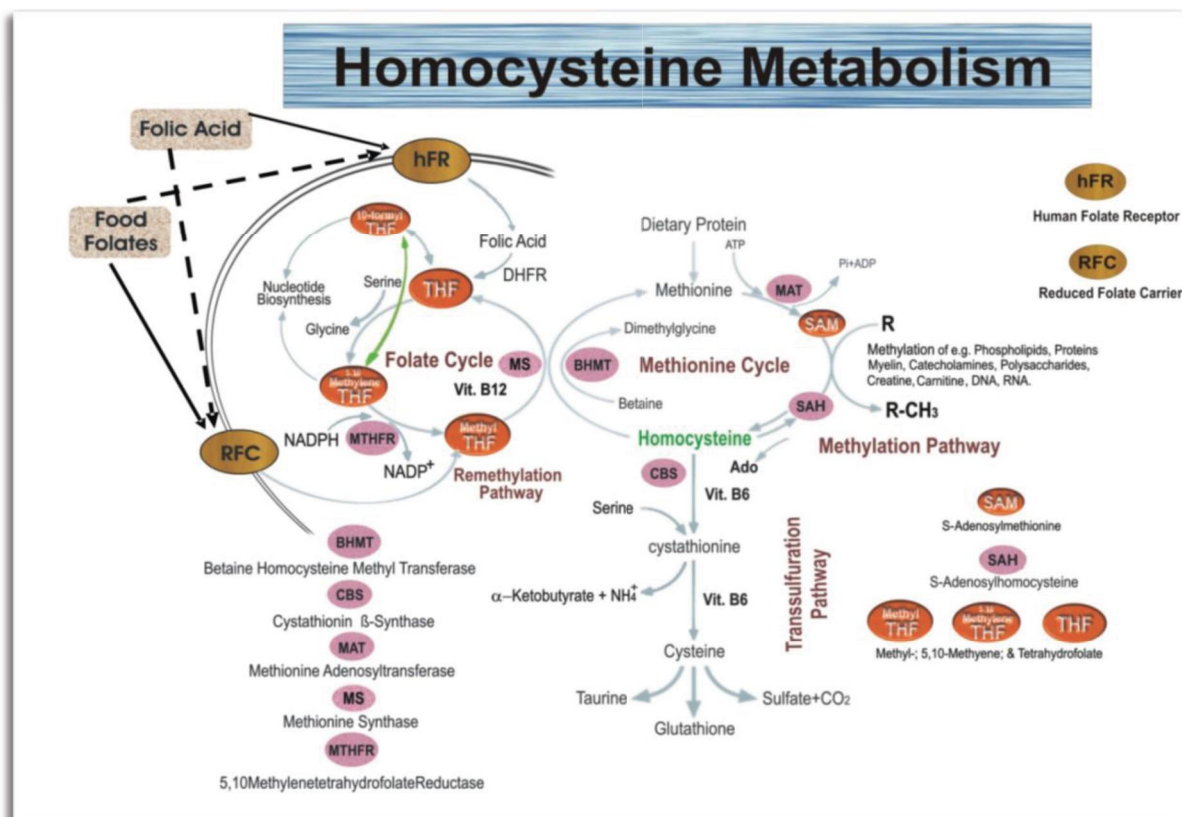 Homocysteine Metabolism
Folic Acid
Food
Folates
hFR
10-formyl
THF
Folic Acid
DHFR
THF
Serine
Glycine
Nucleotide
Biosynthesis
5,10
Methylene
THF
Folate Cycle
MS
Vit. B12
NADPH
MTHFR
NADP+
Methyl
THF
Remethylation
Pathway
RFC
Dietary Protein
ATP
Pi+ADP
Methionine
MAT
SAM
Dimethylglycine
BHMT
Methionine Cycle
Betaine
R
Methylation of e.g. Phospholipids, Proteins
Myelin, Catecholamines, Polysaccharides,
Creatine, Carnitine, DNA, RNA.
SAH
R-CH3
Homocysteine
Methylation Pathway
Ado
CBS
Vit. B6
Serine
cystathionine
α–Ketobutyrate + NH4+
Vit. B6
Transsulfuration
Pathway
Cysteine
Taurine
Sulfate+CO2
Glutathione
hFR
Human Folate Receptor
RFC
Reduced Folate Carrier
BHMT
Betaine Homocysteine Methyl Transferase
CBS
Cystathionin ß-Synthase
MAT
Methionine Adenosyltransferase
MS
Methionine Synthase
MTHFR
5,10MethylenetetrahydrofolateReductase
SAM
S-Adenosylmethionine
SAH
S-Adenosylhomocysteine
Methyl
THF
5,10
Methylene
THF
THF
Methyl-; 5,10-Methyene; & Tetrahydrofolate